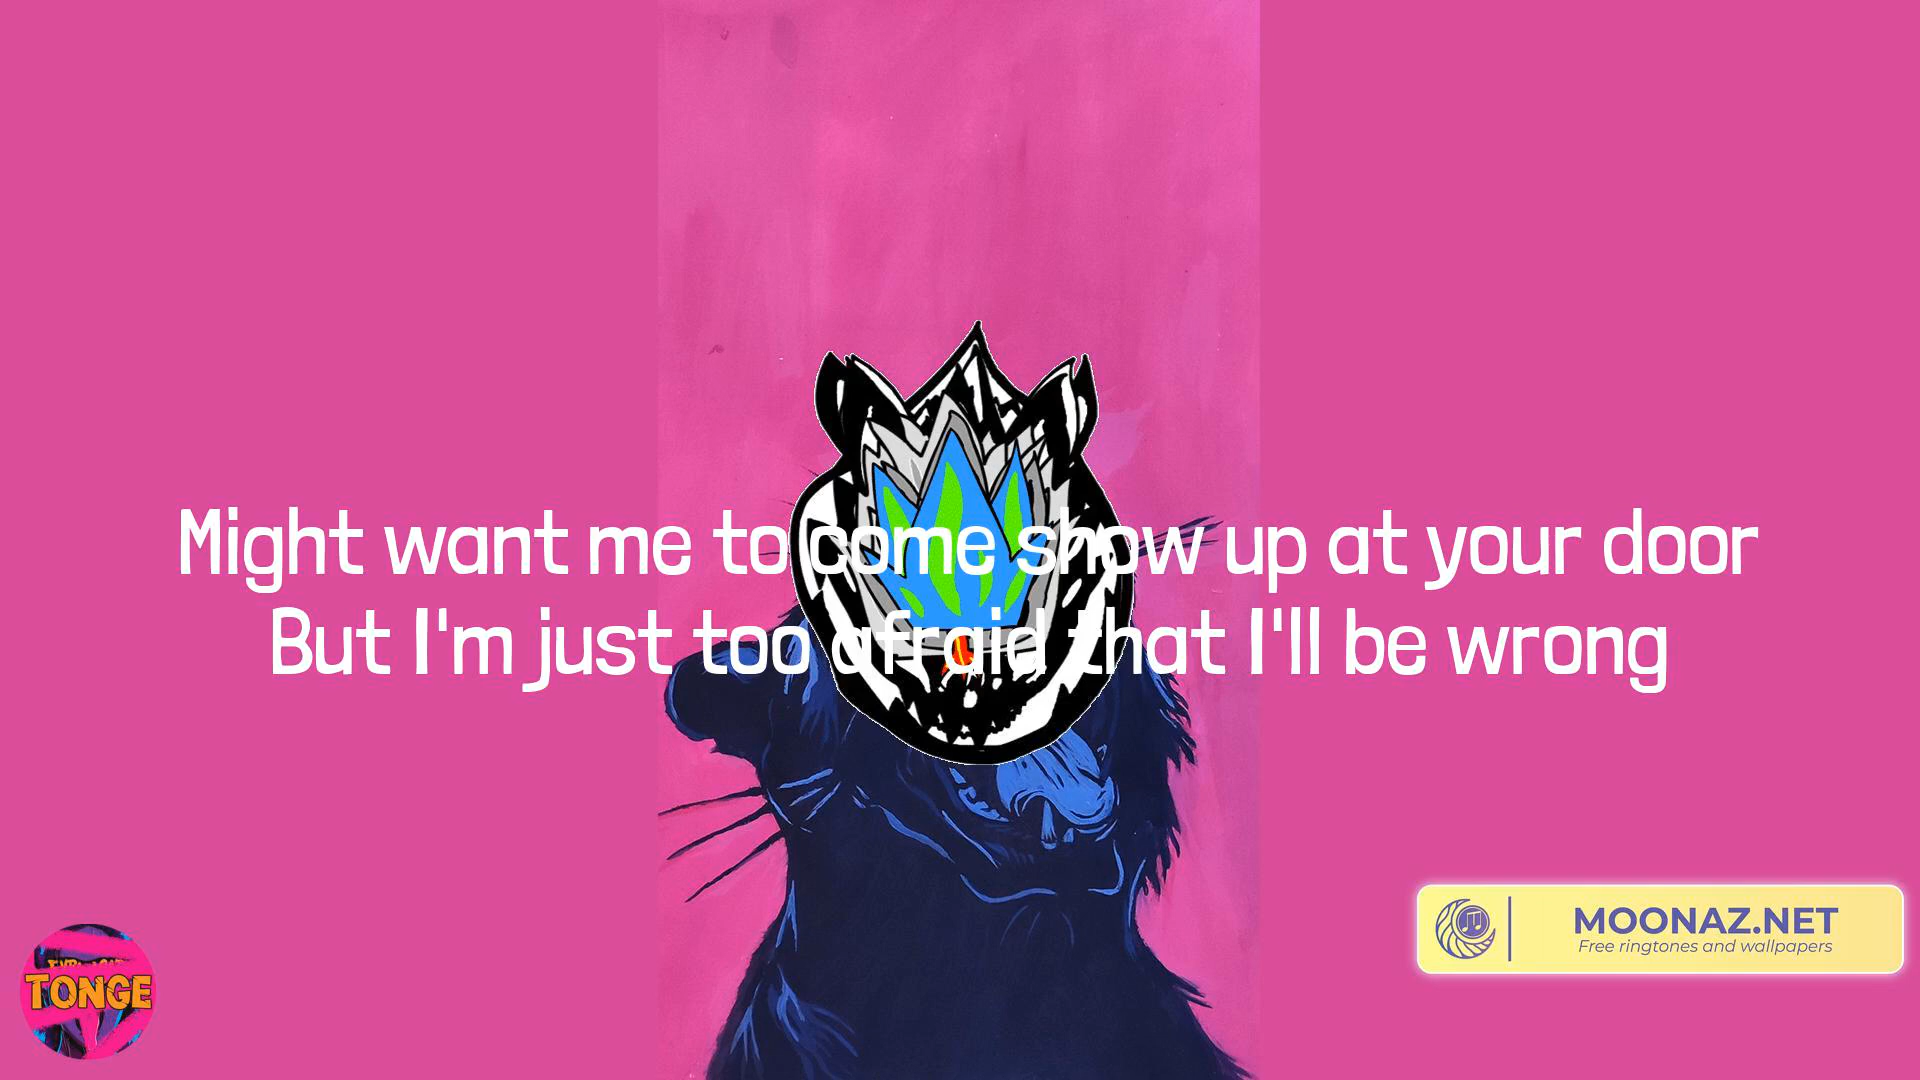 Might want me to come show up at your door
But I'm just too afraid that I'll be wrong
MOONAZ.NET
Free ringtones and wallpapers
TONGE